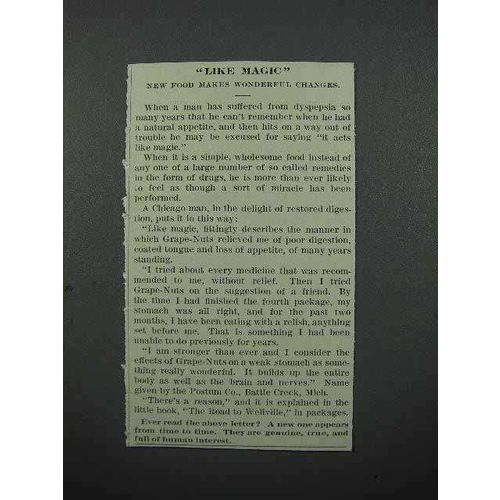 "LIKE MAGIC"
NEW FOOD MAKES WONDERFUL CHANGES.
When a man has suffered from dyspepsia so
many years that he can't remember when he had
a natural appetite, and then hits on a way out of
trouble he may be excused for saying "it acts
like magic."
When it is a simple, wholesome food instead of
any one of a large number of so called remedies
in the form of drugs, he is more than ever likely
to feel as though a sort of miracle has been
performed.
A Chicago man, in the delight of restored diges-
tion, puts it in this way:
"Like magic, fittingly describes the manner in
which Grape-Nuts relieved me of poor digestion,
coated tongue and loss of appetite, of many years
standing.
"I tried about every medicine that was recom-
mended to me, without relief. Then I tried
Grape-Nuts on the suggestion of a friend. By
the time I had finished the fourth package, my
stomach was all right, and for the past two
months, I have been eating with a relish, anything
set before me. That is something I had been
unable to do previously for years.
"I am stronger than ever and I consider the
effects of Grape-Nuts on a weak stomach as some-
thing really wonderful. It builds up the entire
body as well as the brain and nerves." Name
given by the Postum Co., Battle Creek, Mich.
"There's a reason," and it is explained in the
little book, "The Road to Wellville," in packages.
Ever read the above letter? A new one appears
from time to time. They are genuine, true, and
full of human interest.